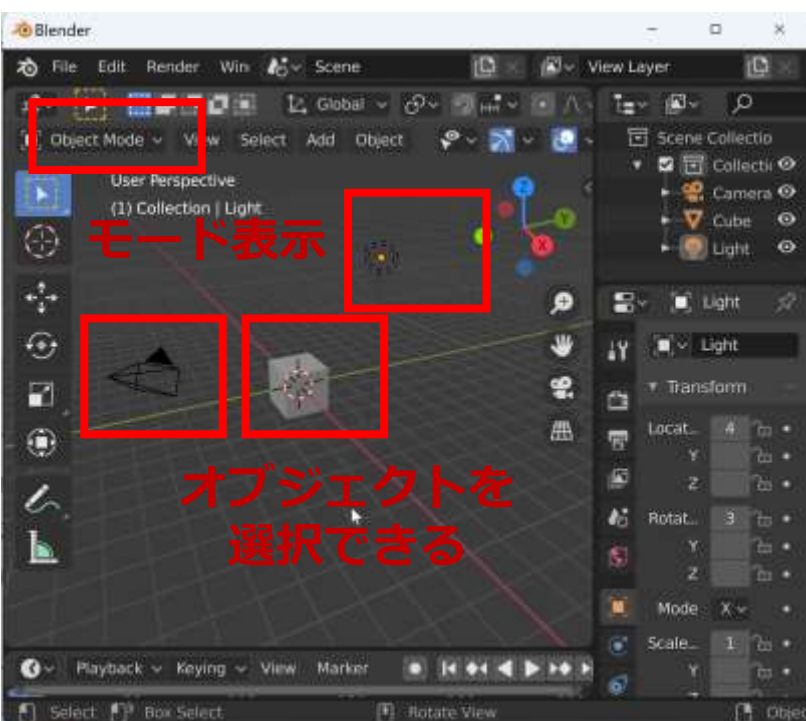 Blender
File Edit Render Win Scene View Layer
Global
Object Mode View Select Add Object
User Perspective
(1) Collection | Light
モード表示
オブジェクトを
選択できる
Z
Y
X
Scene Collectio
Collectic
Camera
Cube
Light
Light
Light
Transform
Locat... 4
Y
Z
Rotat... 3
Y
Z
Mode X
Scale... 1
Y
Playback Keying View Marker
Select Box Select Rotate View Objec